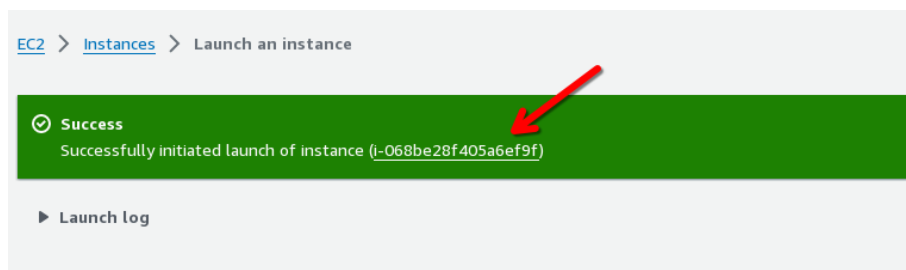 EC2 > Instances > Launch an instance
Success
Successfully initiated launch of instance (i-068be28f405a6ef9f)
Launch log